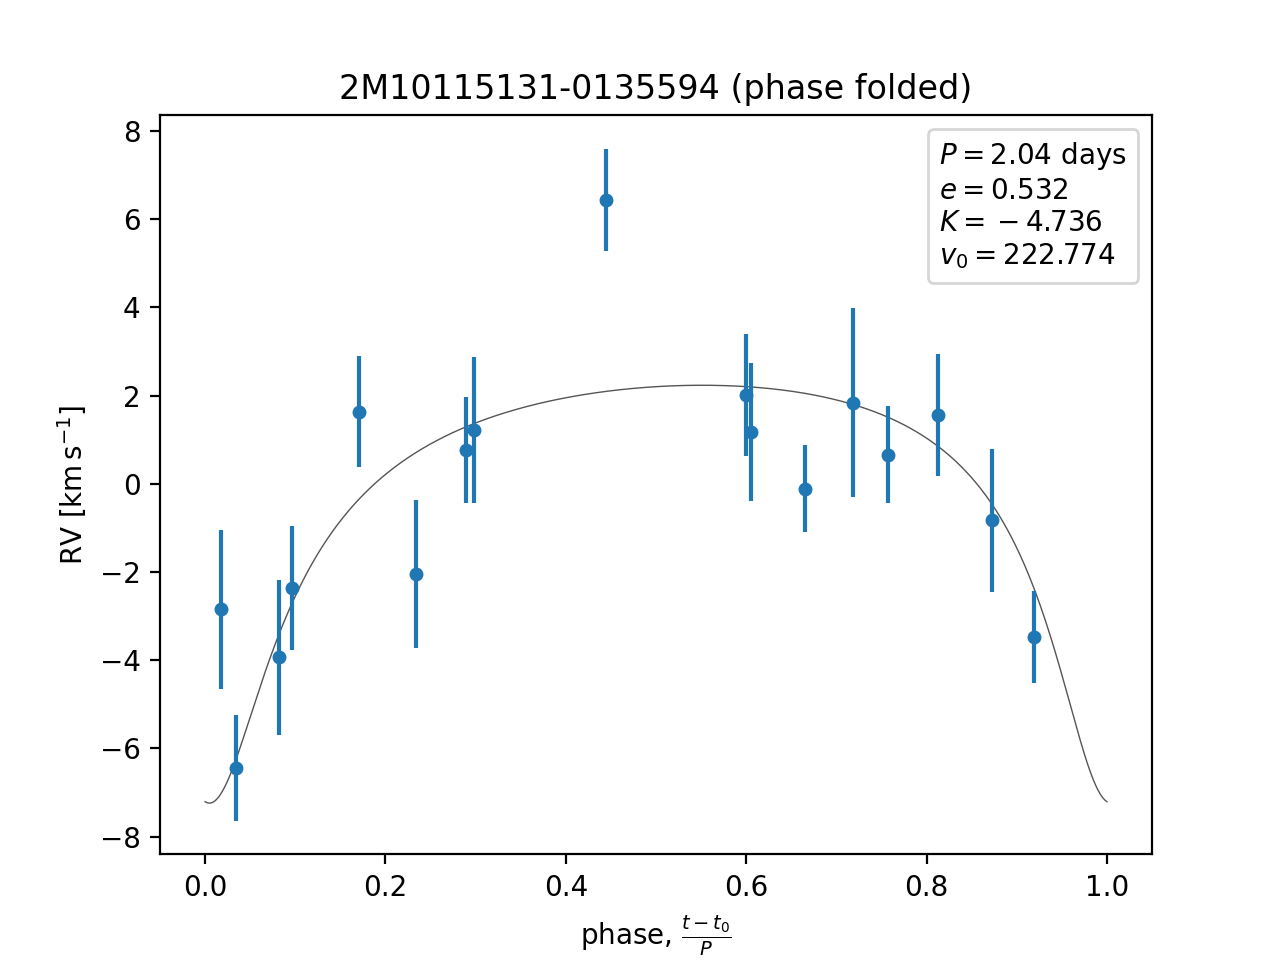 2M10115131-0135594 (phase folded)
P = 2.04 days
e = 0.532
K = −4.736
v₀ = 222.774
8
6
4
2
0
−2
−4
−6
−8
RV [km s⁻¹]
0.0 0.2 0.4 0.6 0.8 1.0
phase, (t − t₀)/P